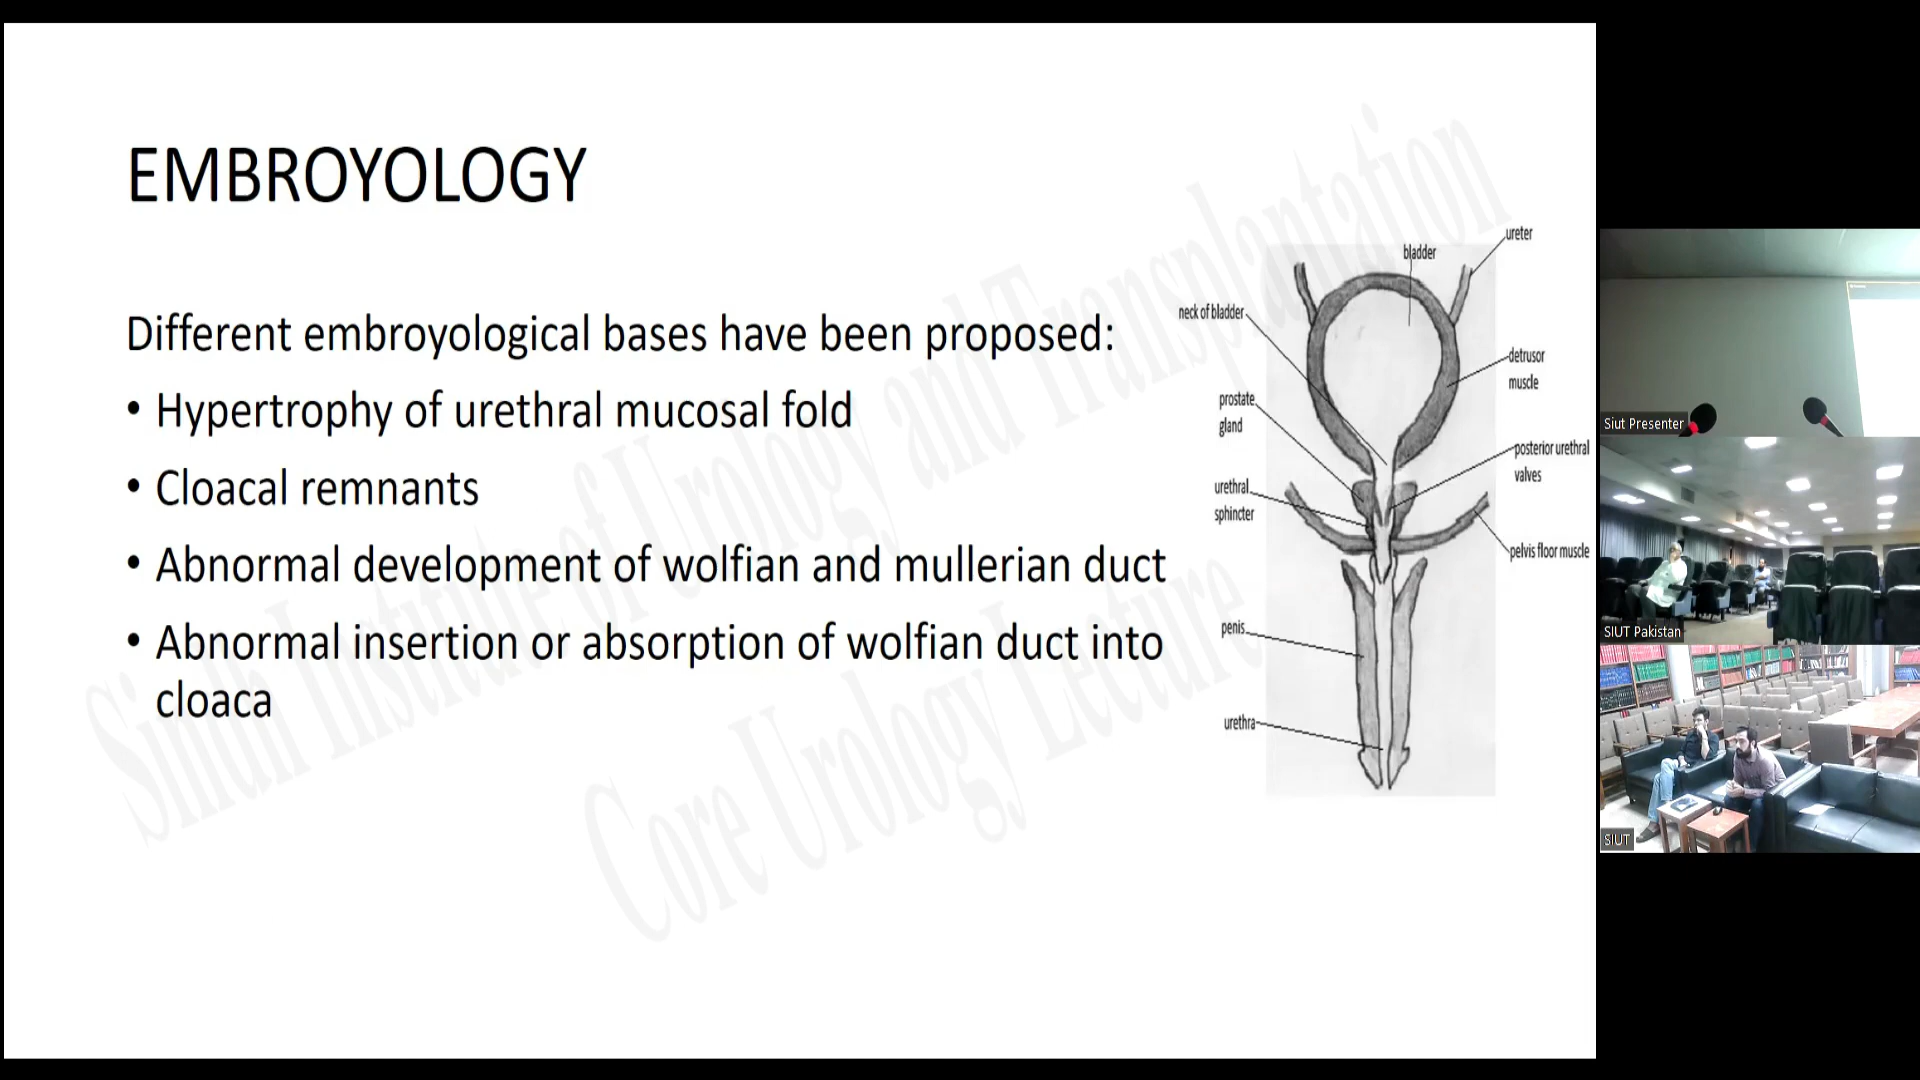 EMBROYOLOGY
Different embroyological bases have been proposed:
• Hypertrophy of urethral mucosal fold
• Cloacal remnants
• Abnormal development of wolfian and mullerian duct
• Abnormal insertion or absorption of wolfian duct into
cloaca
ureter
bladder
neck of bladder
detrusor
muscle
prostate
gland
posterior urethral
valves
urethral
sphincter
pelvis floor muscle
penis
urethra
Sindh Institute of Urology and Transplantation
Core Urology Lecture
Siut Presenter
SIUT Pakistan
SIUT